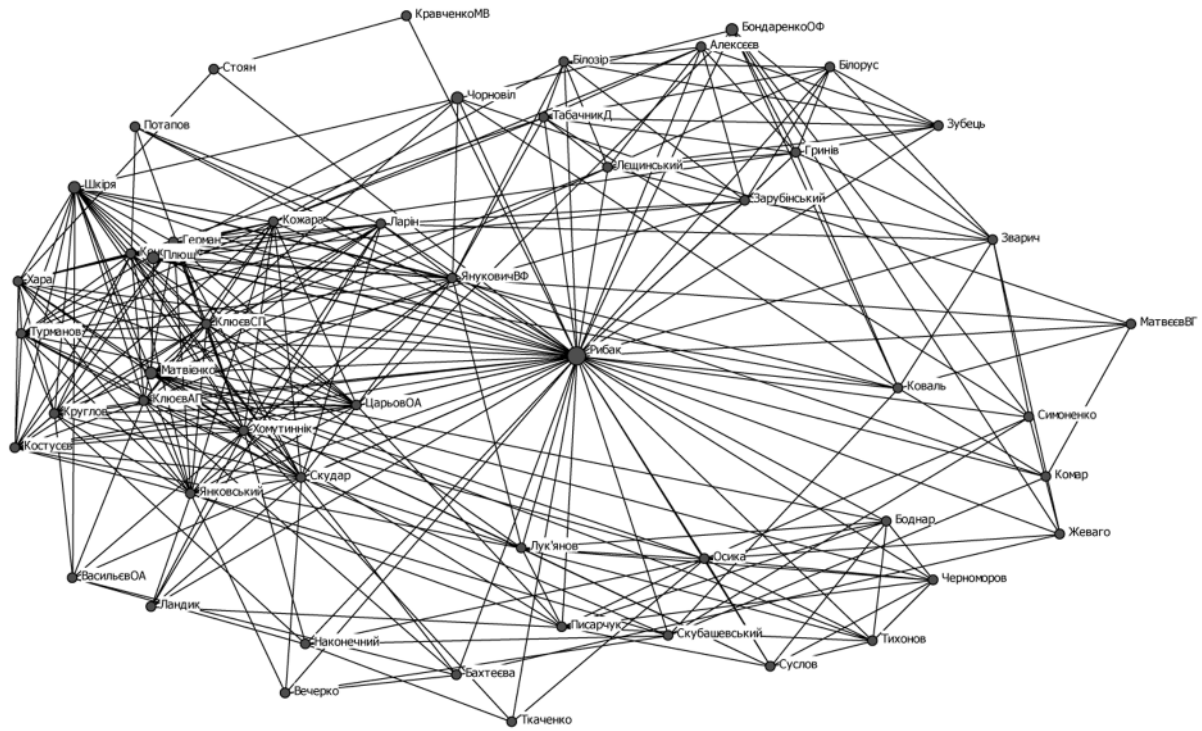 КравченкоМВ
БондаренкоОФ
Алексєєв
Білозір
Стоян
Білорус
Чорновіл
ТабачникД
Потапов
Зубець
Гринів
Лєщинський
Шкіря
Зарубінський
Кожара
Ларін
Герман
Зварич
Плющ
Хара
ЯнуковичВФ
КлюєвСП
МатвєєвВГ
Турманов
Рибак
Матвієнко
Коваль
КлюєвАП
ЦарьовОА
Круглов
Симоненко
Хомутиннік
Костусєв
Скудар
Комар
Янковський
Боднар
Жеваго
Лук'янов
Осика
ВасильєвОА
Черноморов
Ландик
Писарчук
Скубашевський
Тихонов
Наконечний
Суслов
Бахтеєва
Вечерко
Ткаченко